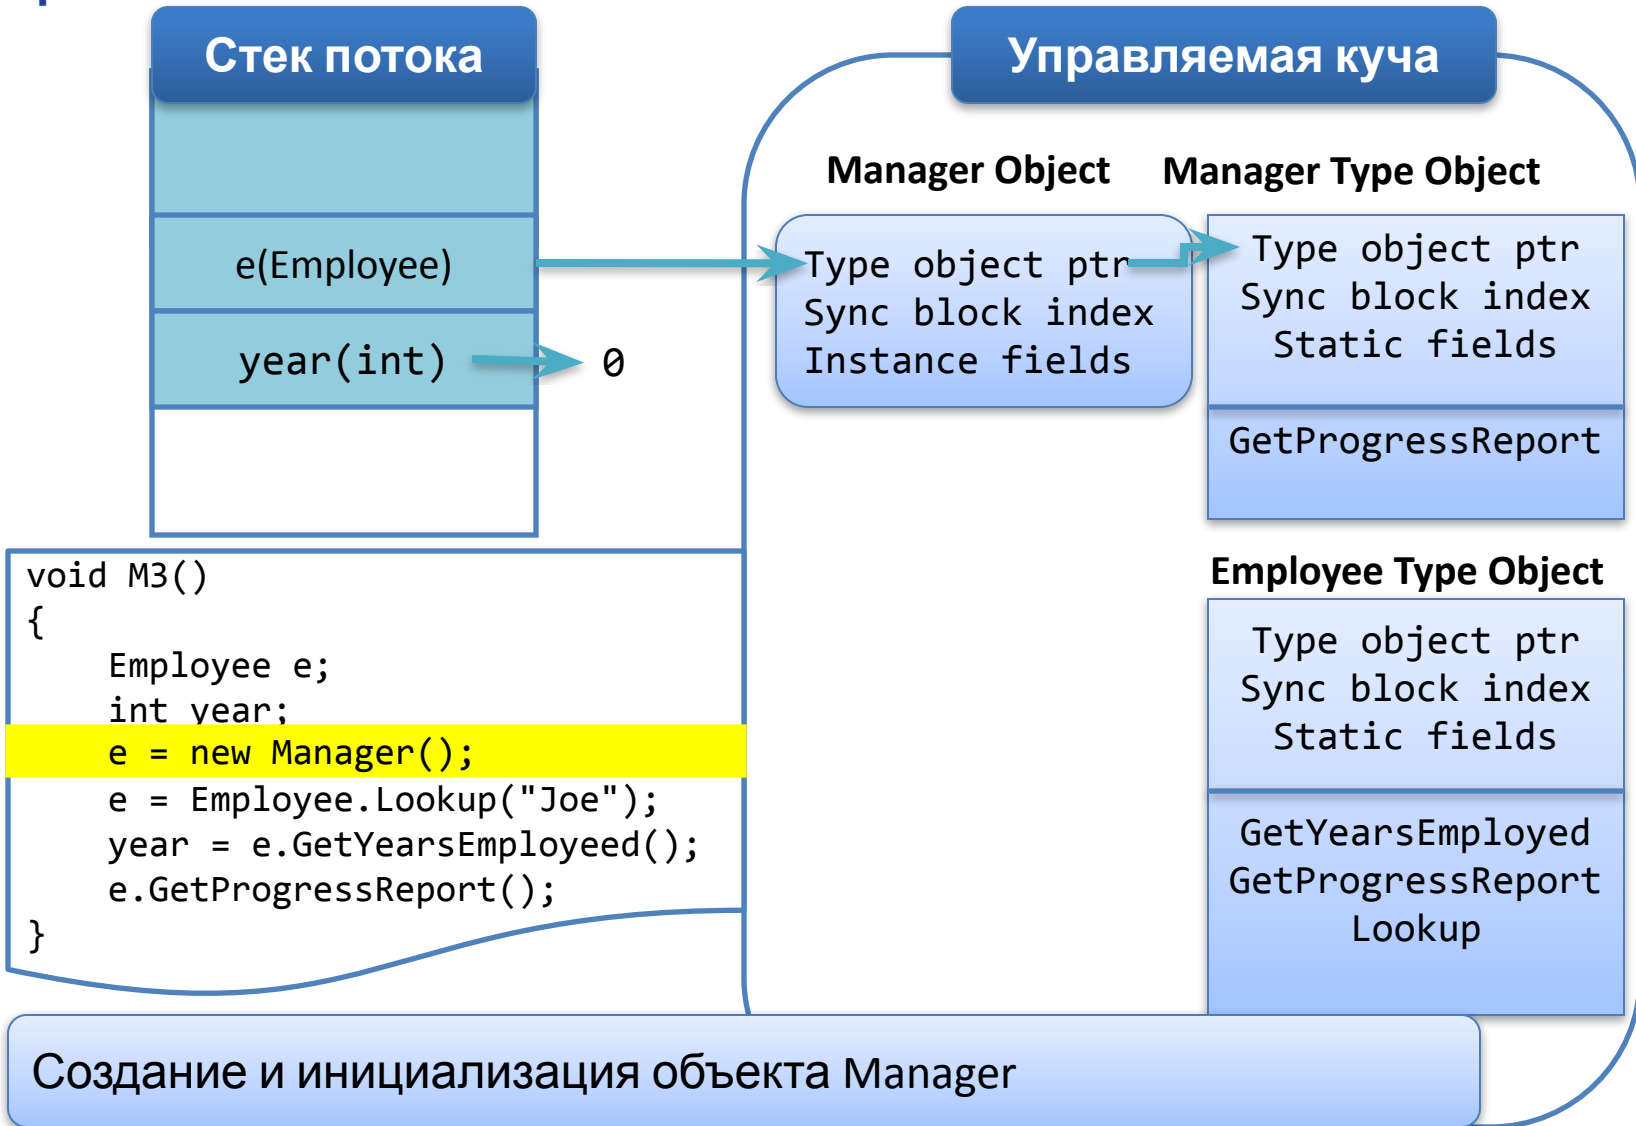 Стек потока
e(Employee)
year(int)
0
Управляемая куча
Manager Object
Type object ptr
Sync block index
Instance fields
Manager Type Object
Type object ptr
Sync block index
Static fields
GetProgressReport
Employee Type Object
Type object ptr
Sync block index
Static fields
GetYearsEmployed
GetProgressReport
Lookup
void M3()
{
Employee e;
int year;
e = new Manager();
e = Employee.Lookup("Joe");
year = e.GetYearsEmployeed();
e.GetProgressReport();
}
Создание и инициализация объекта Manager